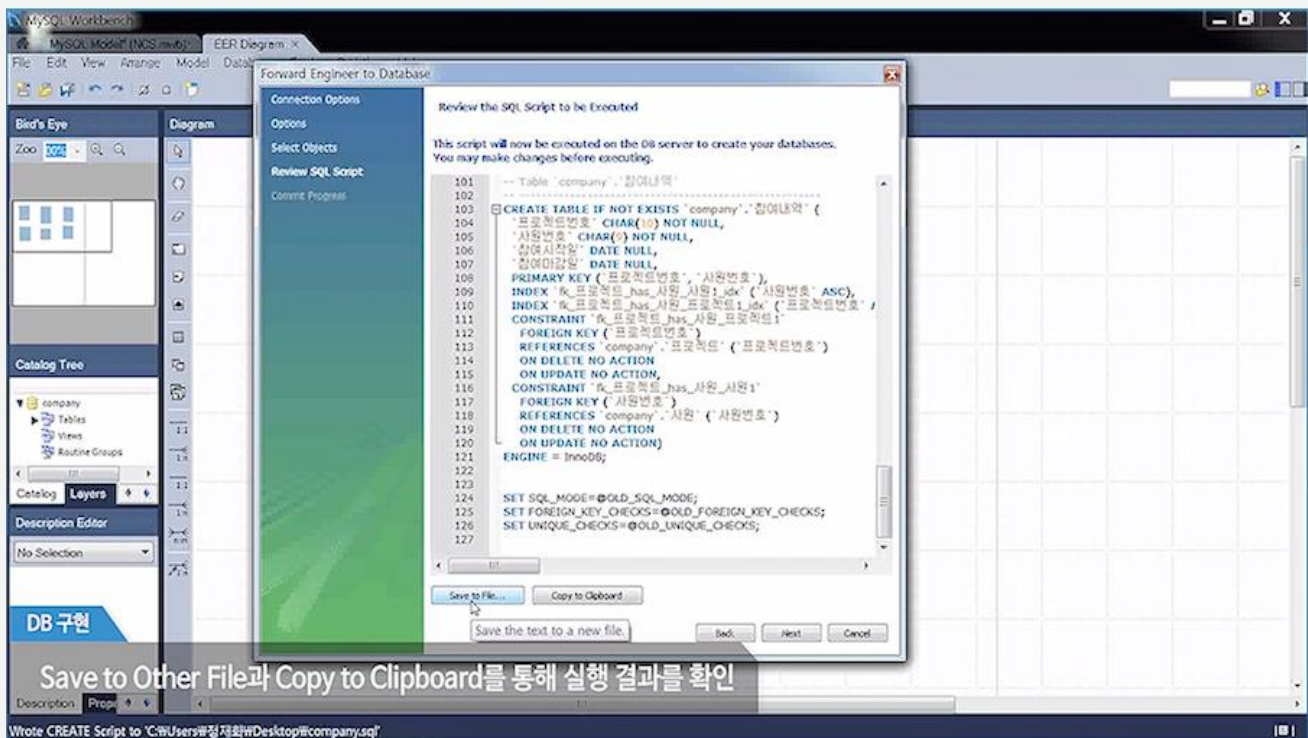 MySQL Workbench
MySQL Model* (NCS.mwb)*
EER Diagram ×
File Edit View Arrange Model
Forward Engineer to Database
Connection Options
Options
Select Objects
Review SQL Script
Commit Progress
Review the SQL Script to be Executed
This script will now be executed on the DB server to create your databases.
You may make changes before executing.
Bird's Eye
Zoo
Diagram
101 -- Table `company`.`참여내역`
102 -- -----------------------------------------------------
103 CREATE TABLE IF NOT EXISTS `company`.`참여내역` (
104 `프로젝트번호` CHAR(10) NOT NULL,
105 `사원번호` CHAR(5) NOT NULL,
106 `참여시작일` DATE NULL,
107 `참여마감일` DATE NULL,
108 PRIMARY KEY (`프로젝트번호`, `사원번호`),
109 INDEX `fk_프로젝트_has_사원_사원1_idx` (`사원번호` ASC),
110 INDEX `fk_프로젝트_has_사원_프로젝트1_idx` (`프로젝트번호`
111 CONSTRAINT `fk_프로젝트_has_사원_프로젝트1`
112 FOREIGN KEY (`프로젝트번호`)
113 REFERENCES `company`.`프로젝트` (`프로젝트번호`)
114 ON DELETE NO ACTION
115 ON UPDATE NO ACTION,
116 CONSTRAINT `fk_프로젝트_has_사원_사원1`
117 FOREIGN KEY (`사원번호`)
118 REFERENCES `company`.`사원` (`사원번호`)
119 ON DELETE NO ACTION
120 ON UPDATE NO ACTION)
121 ENGINE = InnoDB;
122
123
124 SET SQL_MODE=@OLD_SQL_MODE;
125 SET FOREIGN_KEY_CHECKS=@OLD_FOREIGN_KEY_CHECKS;
126 SET UNIQUE_CHECKS=@OLD_UNIQUE_CHECKS;
127
Catalog Tree
company
Tables
Views
Routine Groups
Catalog Layers
Description Editor
No Selection
Save to File... Copy to Clipboard
Save the text to a new file.
Back Next Cancel
DB 구현
Save to Other File과 Copy to Clipboard를 통해 실행 결과를 확인
Description
Wrote CREATE Script to 'C:₩Users₩정재화₩Desktop₩company.sql'